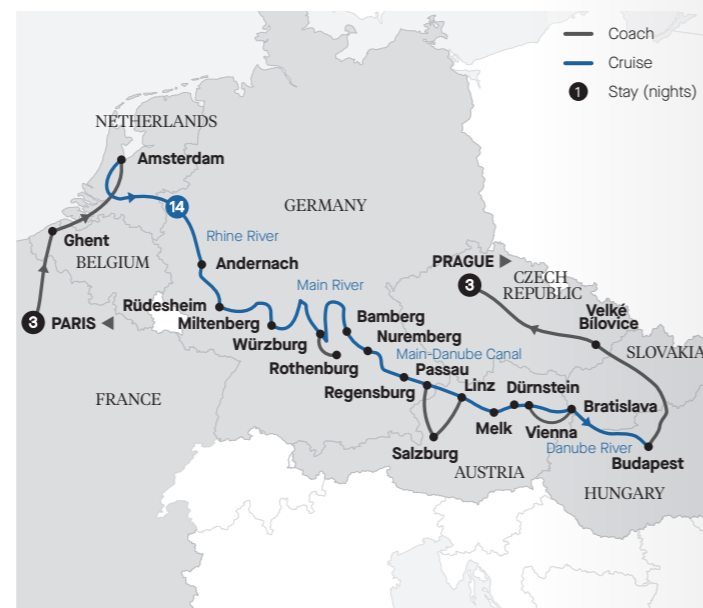 Coach
Cruise
1 Stay (nights)
NETHERLANDS
Amsterdam
14
GERMANY
Ghent
Rhine River
BELGIUM
Andernach
PRAGUE
3
CZECH
REPUBLIC
Main River
Rüdesheim
Miltenberg
Bamberg
Velké
Bílovice
3 PARIS
Nuremberg
Würzburg
Main-Danube Canal
SLOVAKIA
Rothenburg
Passau
Regensburg
Linz
Dürnstein
FRANCE
Bratislava
Melk
Vienna
Salzburg
Danube River
Budapest
AUSTRIA
HUNGARY